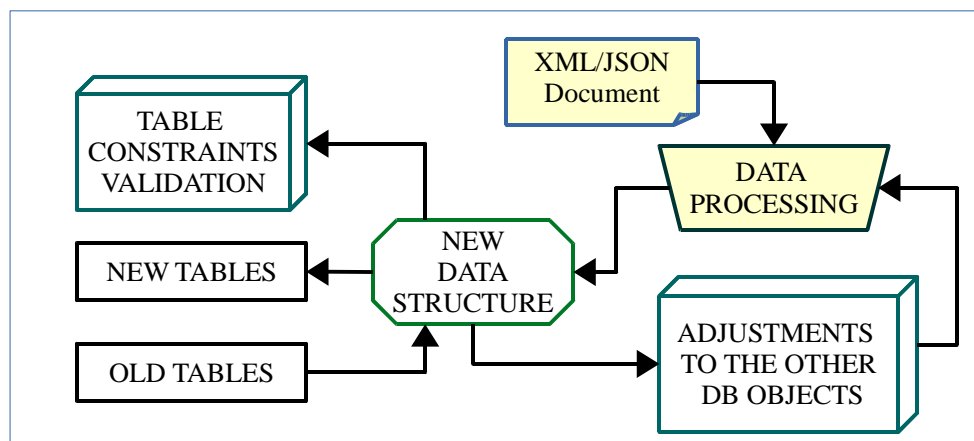 XML/JSON
Document
TABLE
CONSTRAINTS
VALIDATION
DATA
PROCESSING
NEW TABLES
NEW
DATA
STRUCTURE
OLD TABLES
ADJUSTMENTS
TO THE OTHER
DB OBJECTS